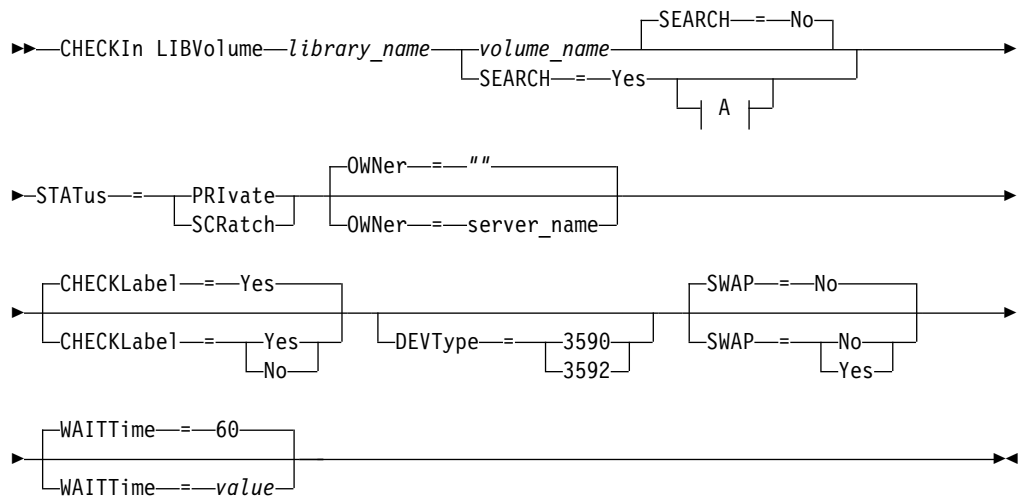 SEARCH = No
CHECKIn LIBVolume library_name volume_name
SEARCH = Yes
A
STATus = PRIvate
SCRatch
OWNer = ""
OWNer = server_name
CHECKLabel = Yes
CHECKLabel = Yes
No
DEVType = 3590
3592
SWAP = No
SWAP = No
Yes
WAITTime = 60
WAITTime = value